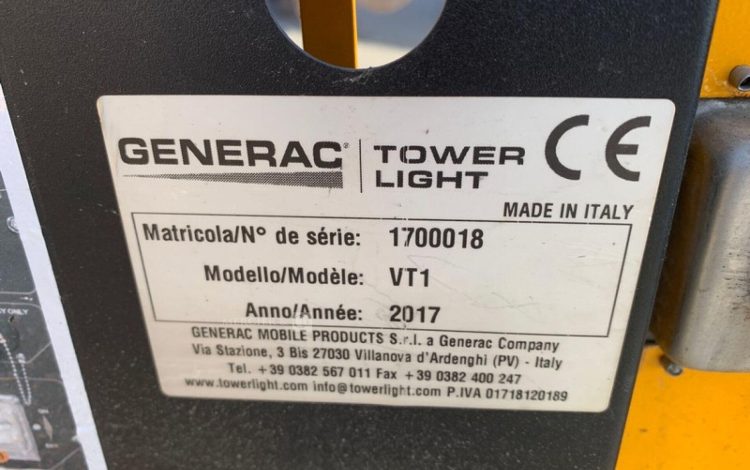 GENERAC® TOWER LIGHT CE
MADE IN ITALY
Matricola/N° de série: 1700018
Modello/Modèle: VT1
Anno/Année: 2017
GENERAC MOBILE PRODUCTS S.r.l. a Generac Company
Via Stazione, 3 Bis 27030 Villanova d'Ardenghi (PV) - Italy
Tel. +39 0382 567 011 Fax +39 0382 400 247
www.towerlight.com info@towerlight.com P.IVA 01718120189
ONLY